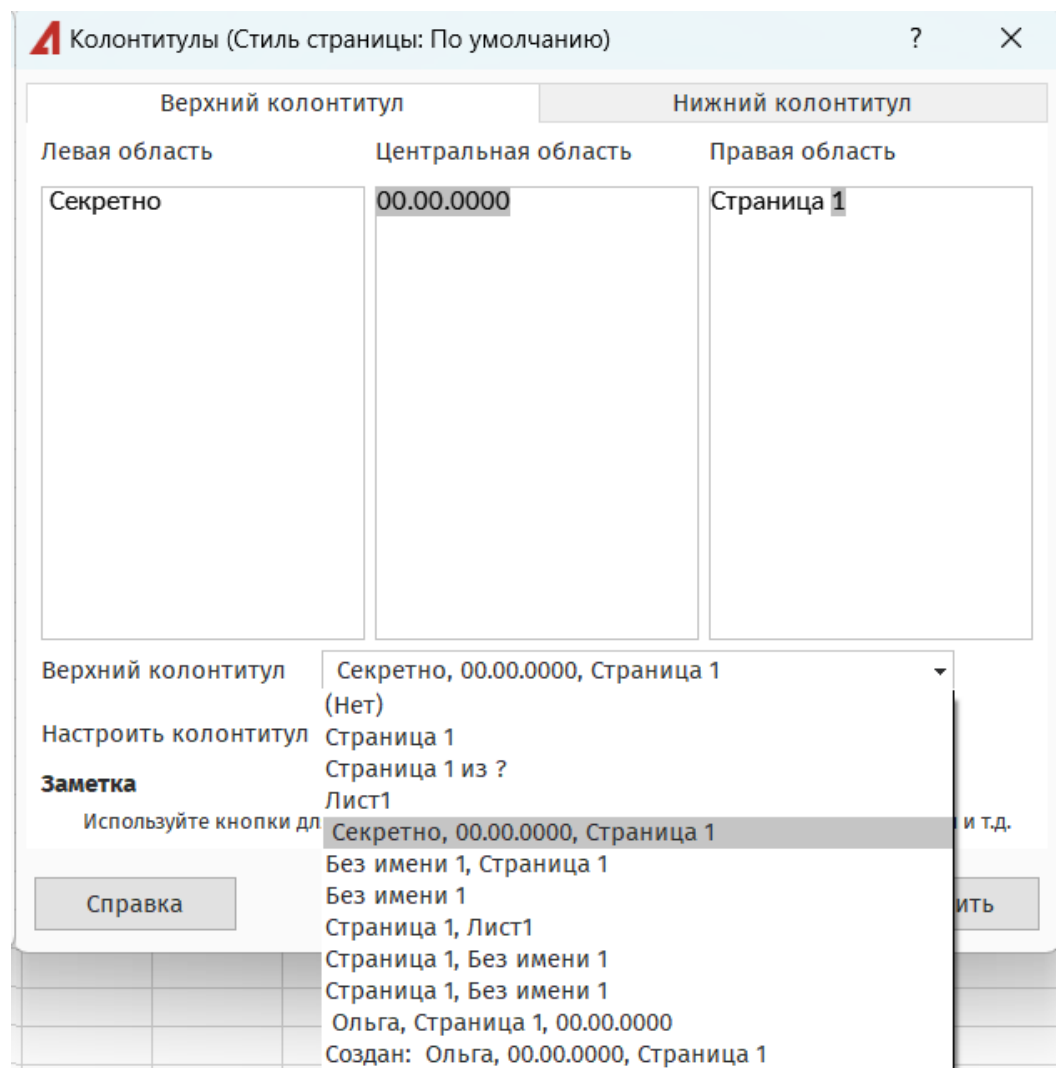 Колонтитулы (Стиль страницы: По умолчанию) ?
Верхний колонтитул Нижний колонтитул
Левая область Центральная область Правая область
Секретно 00.00.0000 Страница 1
Верхний колонтитул Секретно, 00.00.0000, Страница 1
(Нет)
Настроить колонтитул Страница 1
Страница 1 из ?
Заметка
Лист1
Используйте кнопки и т.д.
Секретно, 00.00.0000, Страница 1
Без имени 1, Страница 1
Без имени 1
Справка ить
Страница 1, Лист1
Страница 1, Без имени 1
Страница 1, Без имени 1
Ольга, Страница 1, 00.00.0000
Создан: Ольга, 00.00.0000, Страница 1